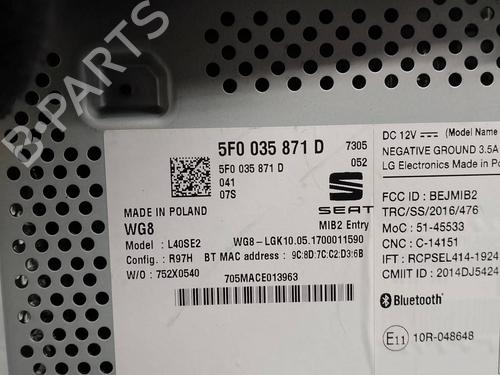 B-PARTS
5F0 035 871 D 7305
5F0 035 871 D 052
041
07S
MADE IN POLAND
SEAT
WG8 MIB2 Entry
Model : L40SE2 WG8-LGK10.05.1700011590
Config. : R97H BT MAC address : 9C:8D:7C:C2:D3:6B
W/O : 752X0540
705MACE013963
DC 12V (Model Name
NEGATIVE GROUND 3.5A
LG Electronics Made in
FCC ID : BEJMIB2
TRC/SS/2016/476
MoC : 51-45533
CNC : C-14151
IFT : RCPSEL414-1924
CMIIT ID : 2014DJ5424
Bluetooth
E11 10R-048648